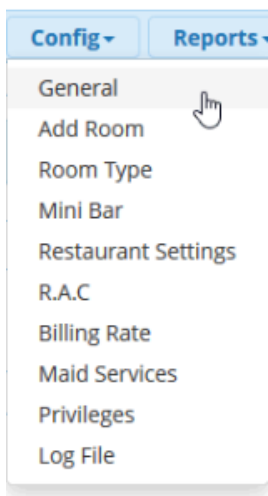 Config Reports
General
Add Room
Room Type
Mini Bar
Restaurant Settings
R.A.C
Billing Rate
Maid Services
Privileges
Log File